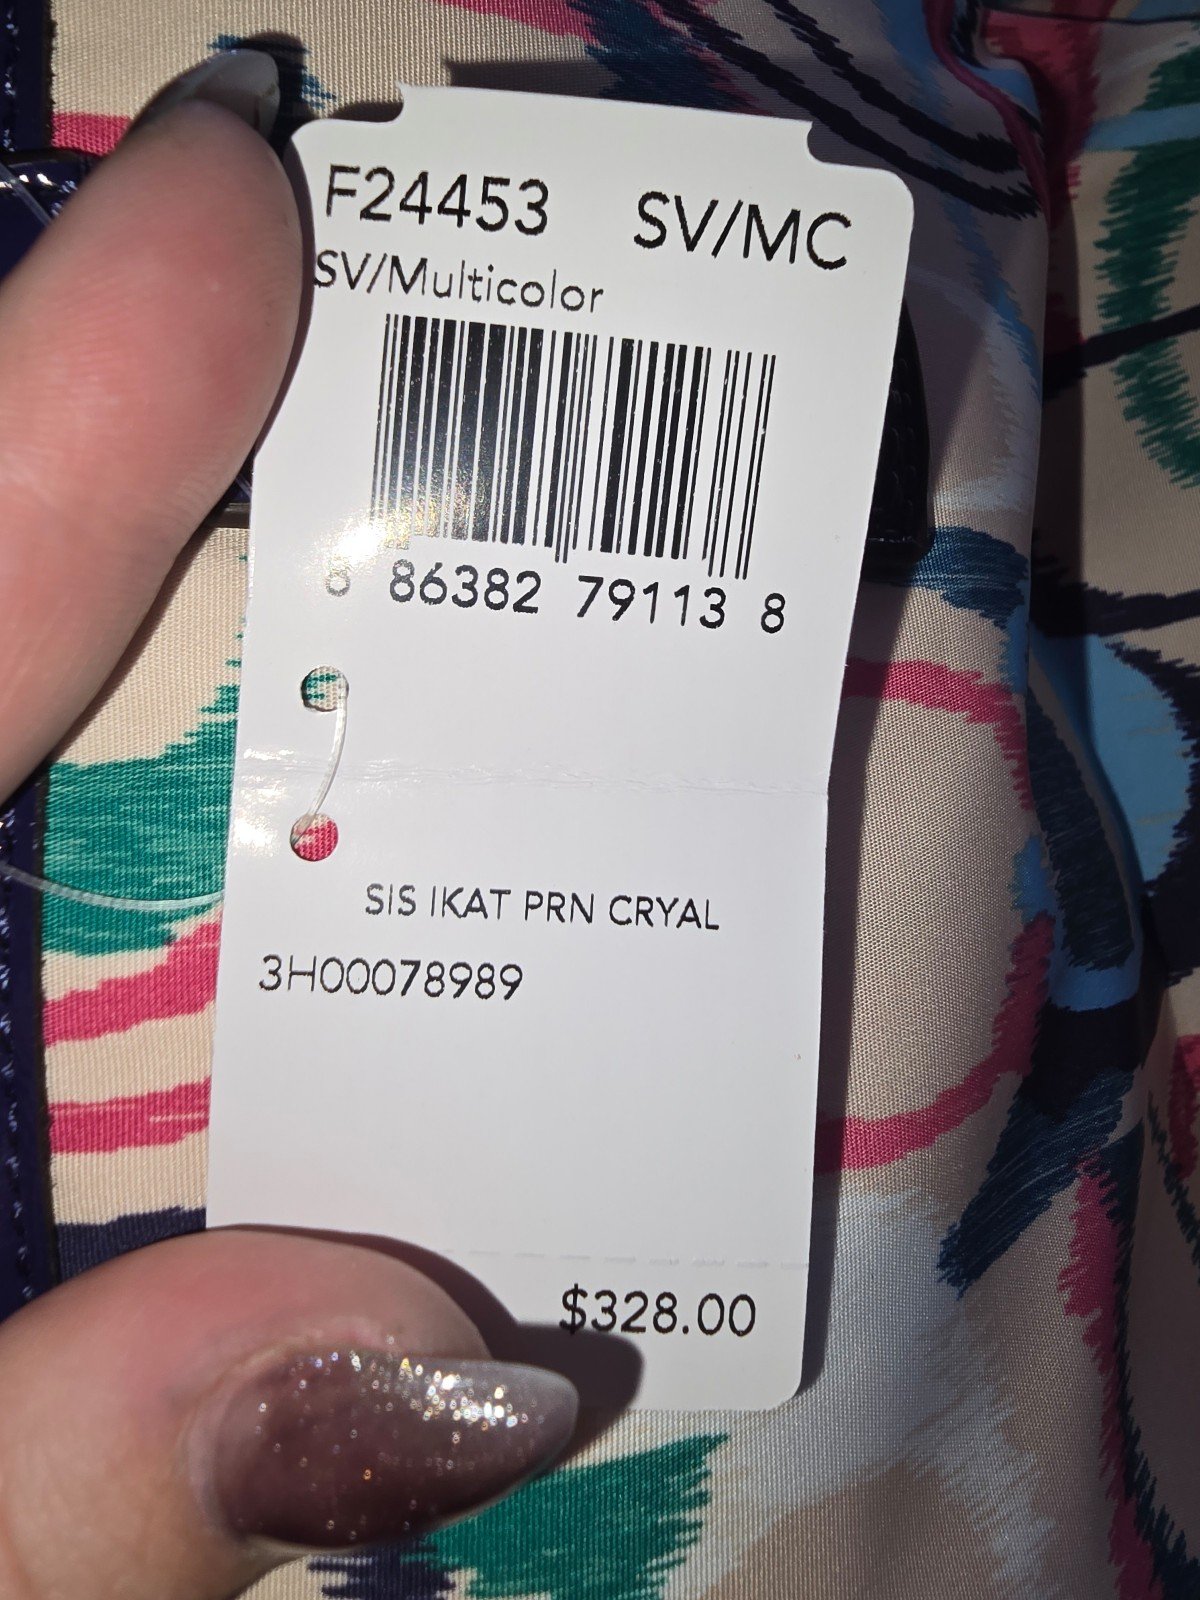 F24453 SV/MC
SV/Multicolor
8 86382 79113 8
SIS IKAT PRN CRYAL
3H00078989
$328.00